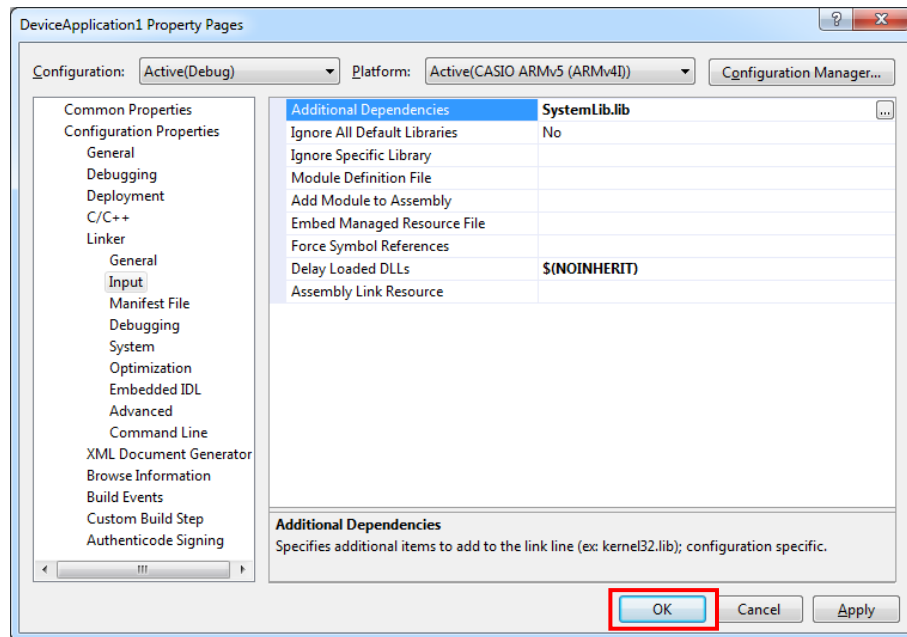 DeviceApplication1 Property Pages
Configuration: Active(Debug) Platform: Active(CASIO ARMv5 (ARMv4I)) Configuration Manager...
Common Properties
Configuration Properties
General
Debugging
Deployment
C/C++
Linker
General
Input
Manifest File
Debugging
System
Optimization
Embedded IDL
Advanced
Command Line
XML Document Generator
Browse Information
Build Events
Custom Build Step
Authenticode Signing
Additional Dependencies SystemLib.lib ...
Ignore All Default Libraries No
Ignore Specific Library
Module Definition File
Add Module to Assembly
Embed Managed Resource File
Force Symbol References
Delay Loaded DLLs $(NOINHERIT)
Assembly Link Resource
Additional Dependencies
Specifies additional items to add to the link line (ex: kernel32.lib); configuration specific.
OK Cancel Apply